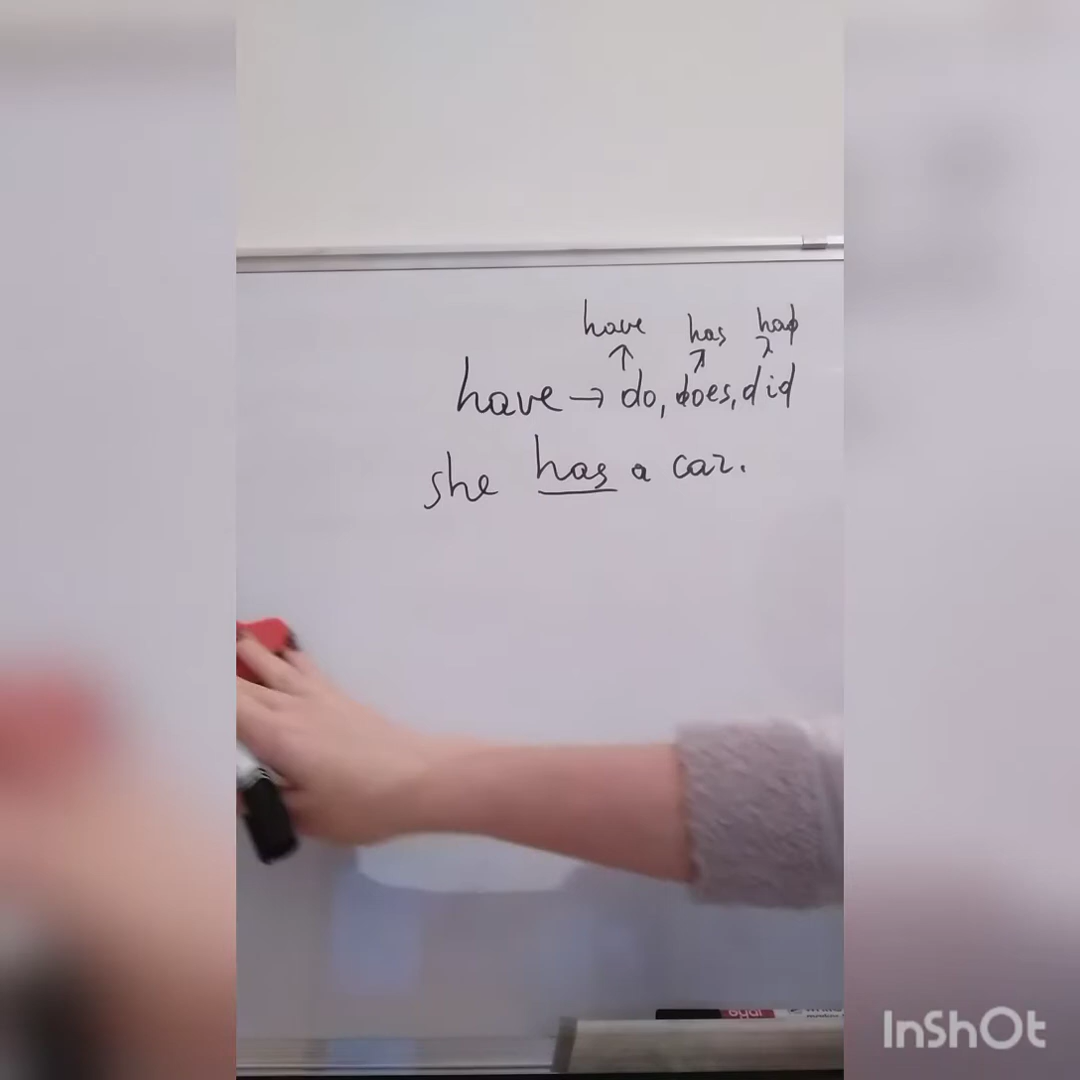 have has had
↑ ↗ ↗
have → do, does, did
she has a car.
InShOt